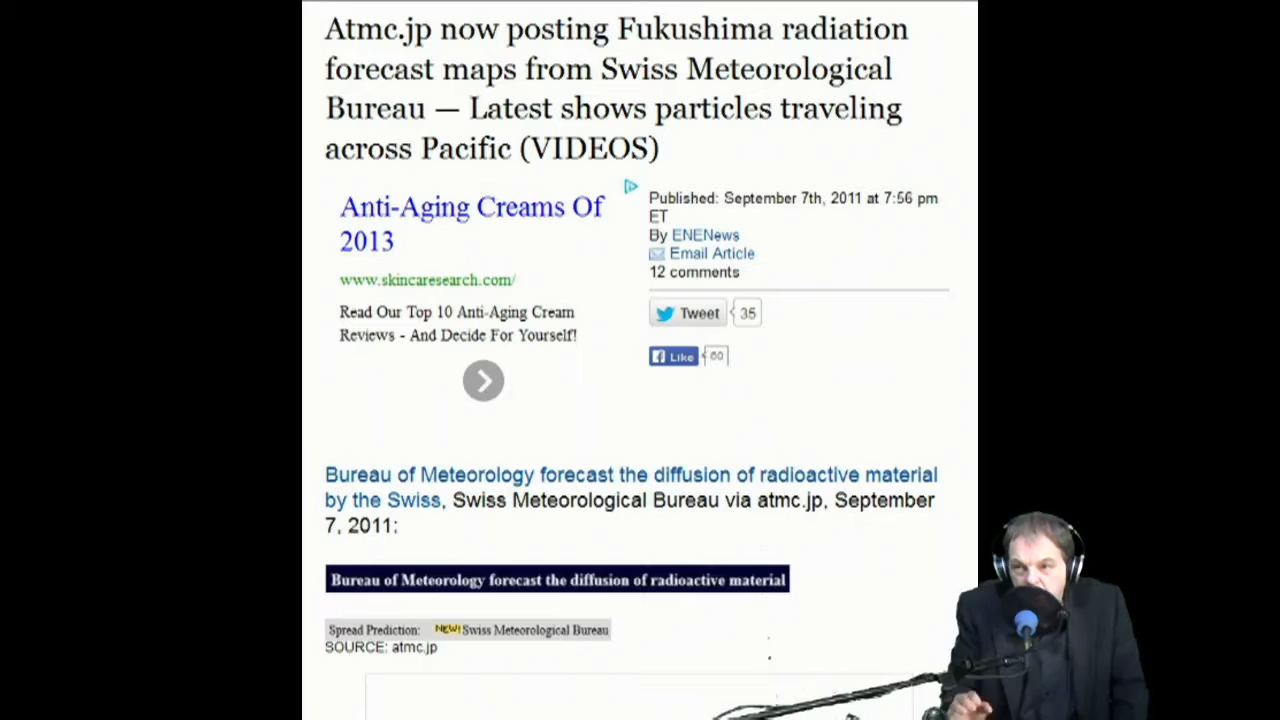 Atmc.jp now posting Fukushima radiation
forecast maps from Swiss Meteorological
Bureau — Latest shows particles traveling
across Pacific (VIDEOS)
Anti-Aging Creams Of
2013
www.skincaresearch.com/
Read Our Top 10 Anti-Aging Cream
Reviews - And Decide For Yourself!
Published: September 7th, 2011 at 7:56 pm
ET
By ENENews
Email Article
12 comments
Tweet 35
Like 60
Bureau of Meteorology forecast the diffusion of radioactive material
by the Swiss, Swiss Meteorological Bureau via atmc.jp, September
7, 2011:
Bureau of Meteorology forecast the diffusion of radioactive material
Spread Prediction: NEW! Swiss Meteorological Bureau
SOURCE: atmc.jp